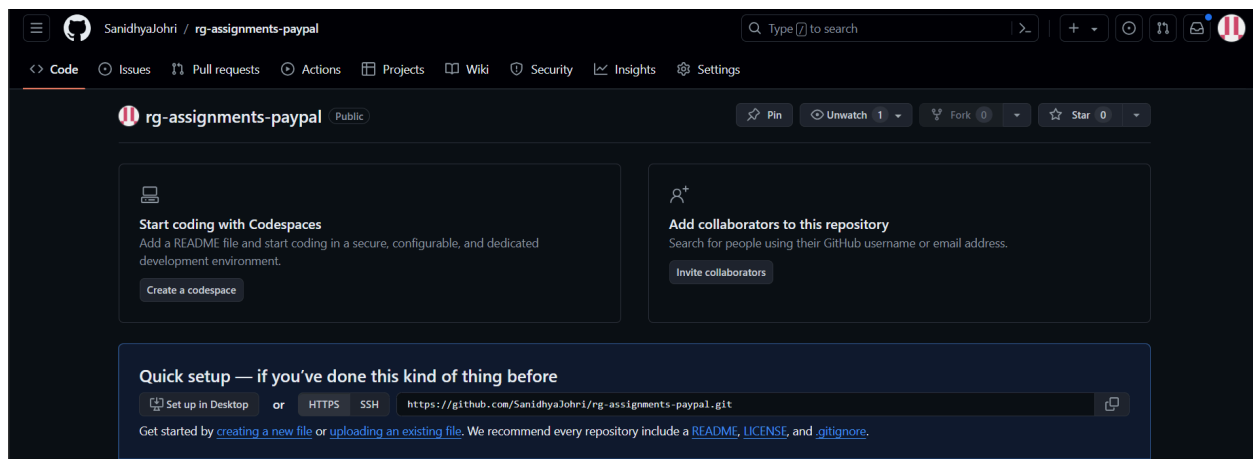 SanidhyaJohri / rg-assignments-paypal
Type / to search
Code Issues Pull requests Actions Projects Wiki Security Insights Settings
rg-assignments-paypal Public
Pin Unwatch 1 Fork 0 Star 0
Start coding with Codespaces
Add a README file and start coding in a secure, configurable, and dedicated
development environment.
Create a codespace
Add collaborators to this repository
Search for people using their GitHub username or email address.
Invite collaborators
Quick setup — if you've done this kind of thing before
Set up in Desktop or HTTPS SSH https://github.com/SanidhyaJohri/rg-assignments-paypal.git
Get started by creating a new file or uploading an existing file. We recommend every repository include a README, LICENSE, and .gitignore.